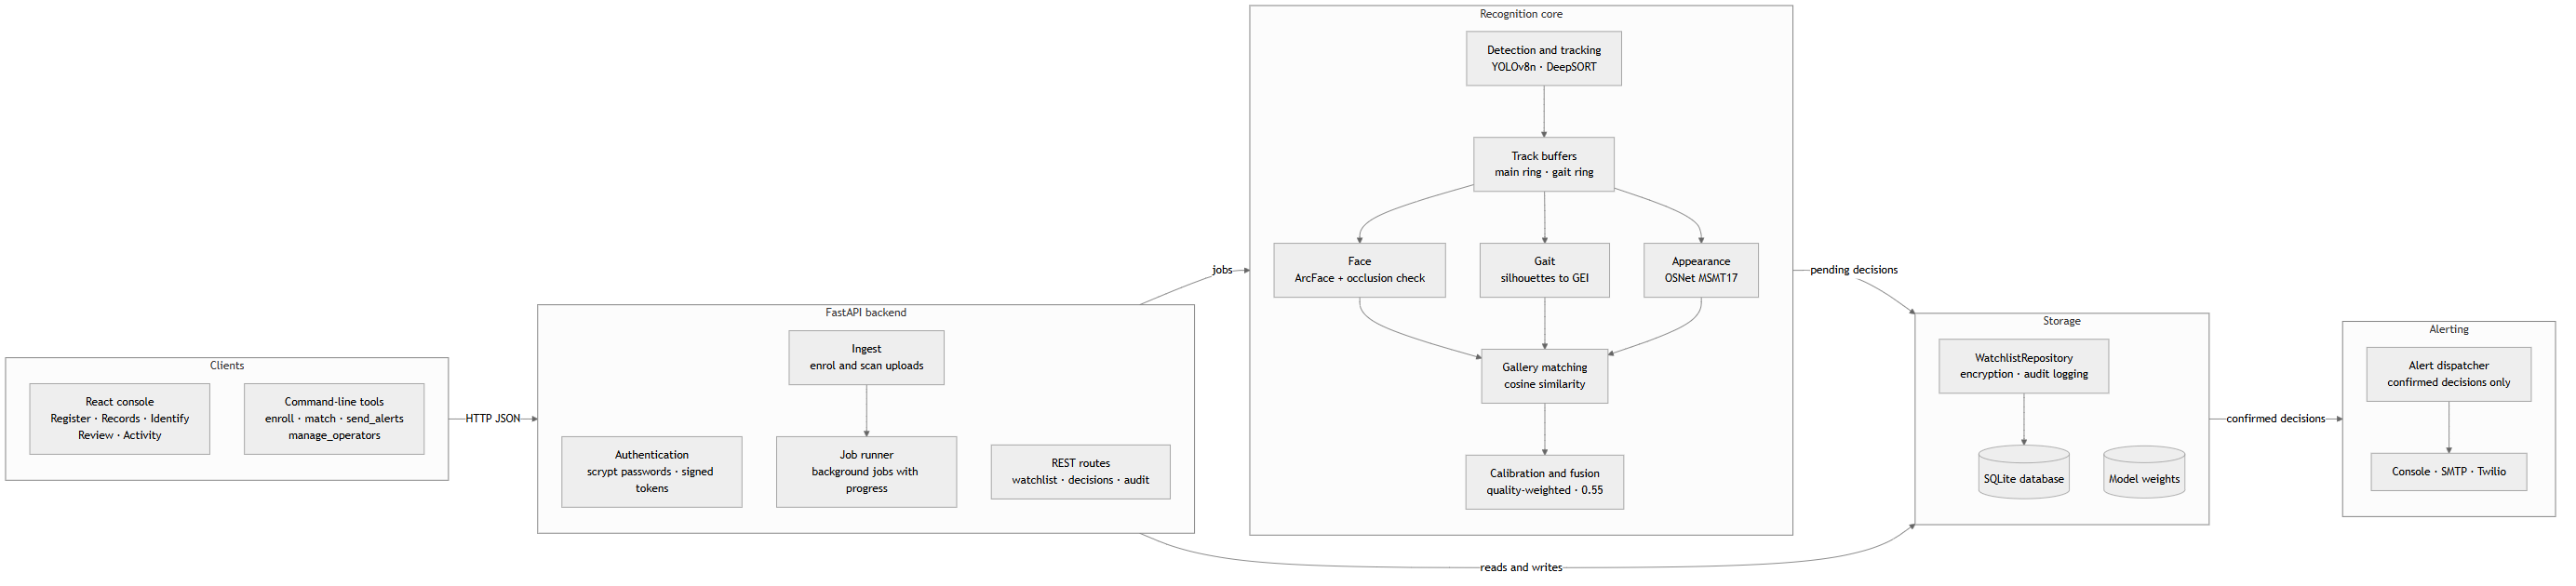 Clients
React console
Register · Records · Identify
Review · Activity
Command-line tools
enroll · match · send_alerts
manage_operators
HTTP JSON
FastAPI backend
Ingest
enrol and scan uploads
Authentication
scrypt passwords · signed
tokens
Job runner
background jobs with
progress
REST routes
watchlist · decisions · audit
jobs
reads and writes
Recognition core
Detection and tracking
YOLOv8n · DeepSORT
Track buffers
main ring · gait ring
Face
ArcFace + occlusion check
Gait
silhouettes to GEI
Appearance
OSNet MSMT17
Gallery matching
cosine similarity
Calibration and fusion
quality-weighted · 0.55
pending decisions
Storage
WatchlistRepository
encryption · audit logging
SQLite database
Model weights
confirmed decisions
Alerting
Alert dispatcher
confirmed decisions only
Console · SMTP · Twilio